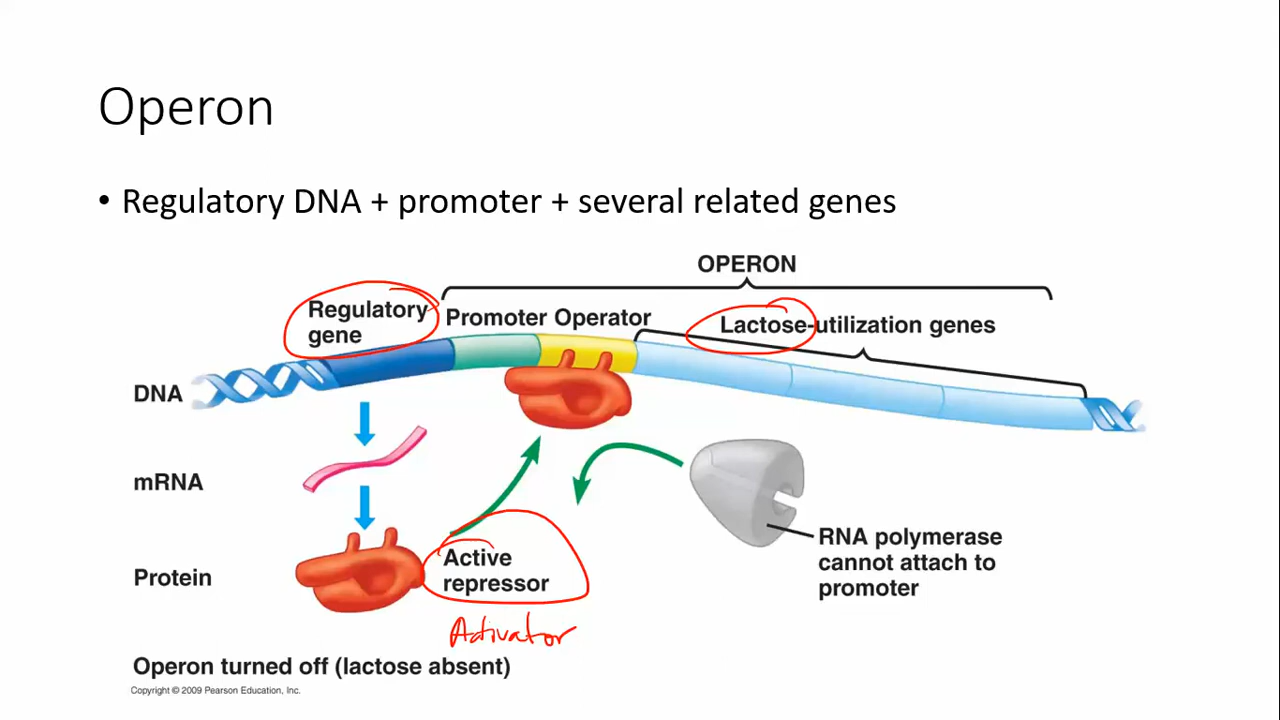 Operon
• Regulatory DNA + promoter + several related genes
OPERON
Regulatory
gene
Promoter Operator
Lactose-utilization genes
DNA
mRNA
Protein
Active
repressor
Activator
RNA polymerase
cannot attach to
promoter
Operon turned off (lactose absent)
Copyright © 2009 Pearson Education, Inc.